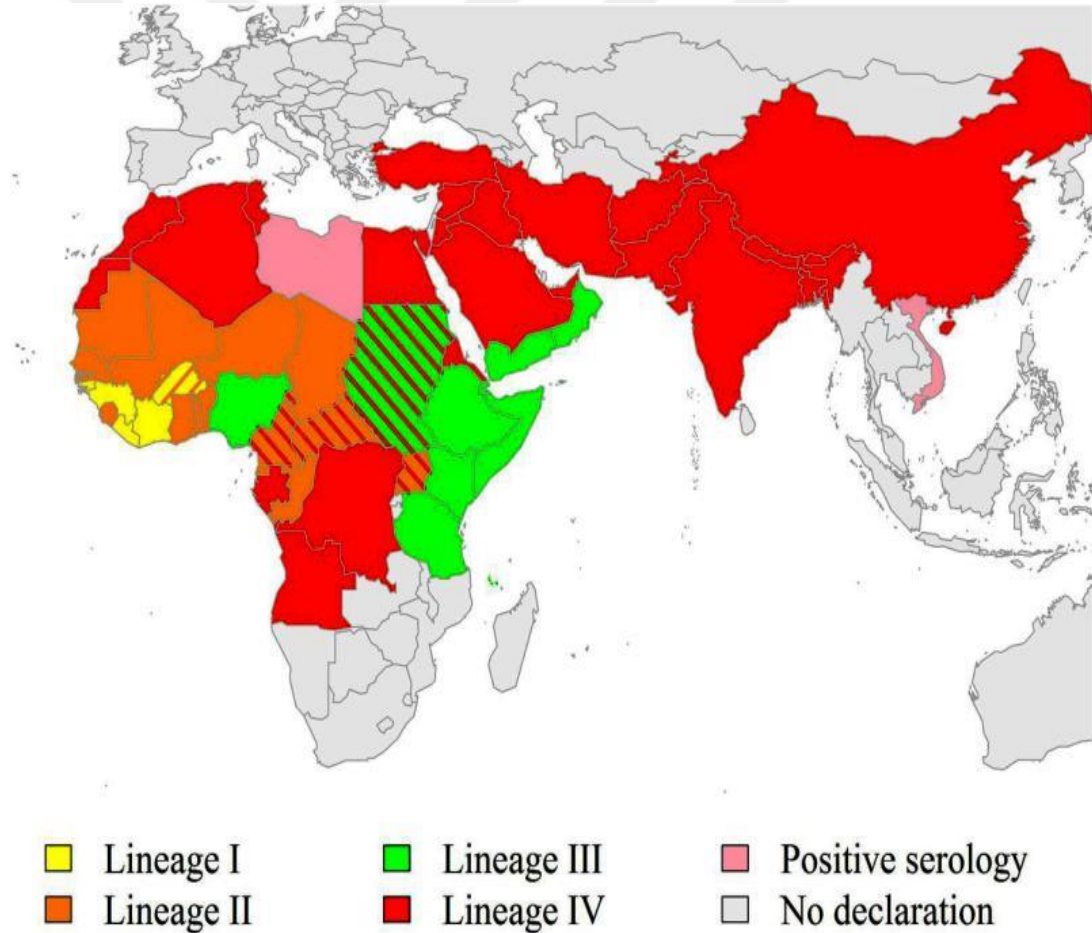 Lineage I
Lineage III
Positive serology
Lineage II
Lineage IV
No declaration